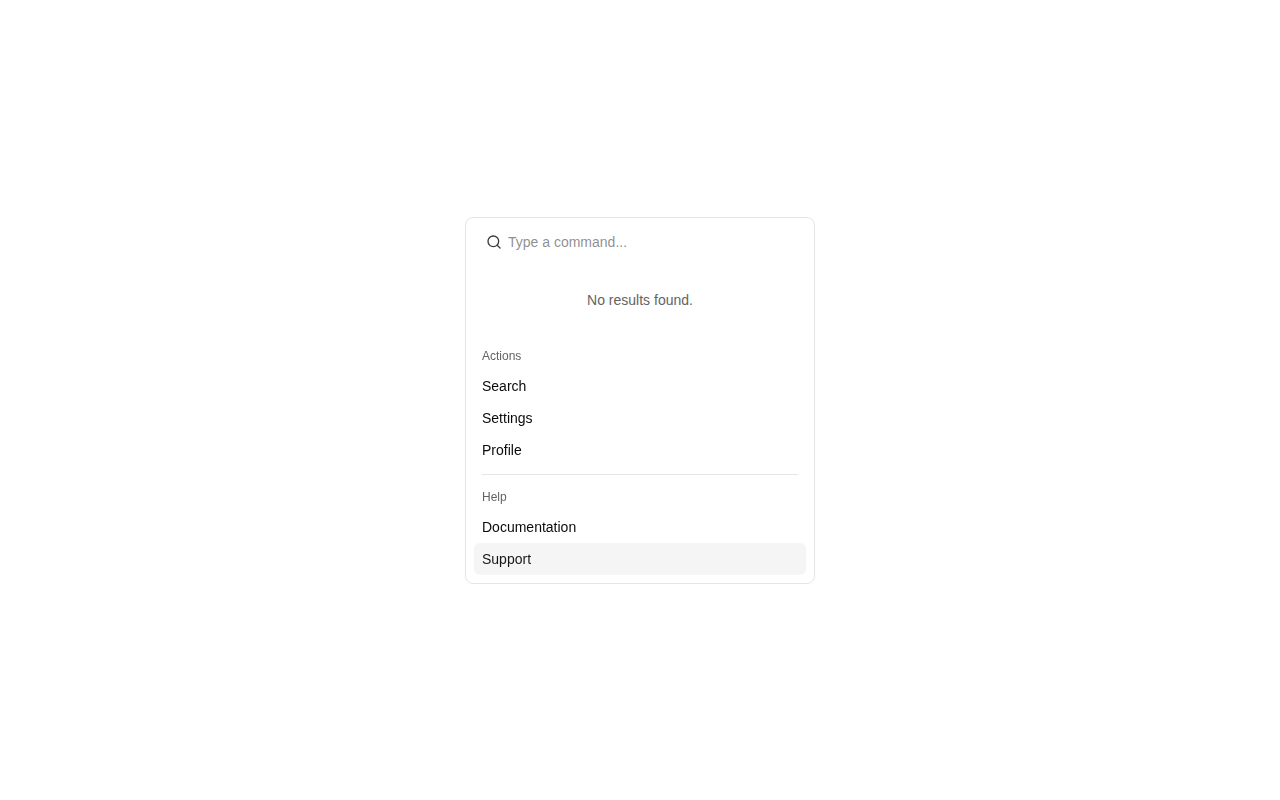 Type a command...
No results found.
Actions
Search
Settings
Profile
Help
Documentation
Support